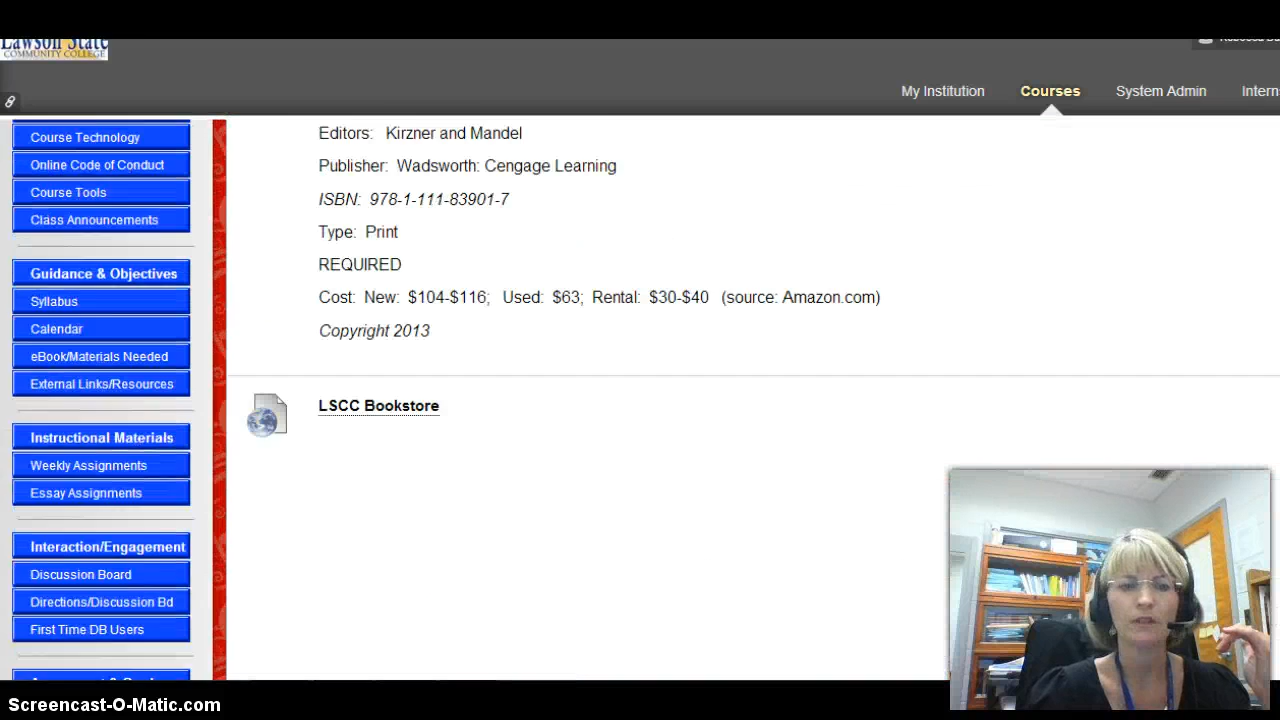 Lawson State
COMMUNITY COLLEGE
My Institution
Courses
System Admin
Course Technology
Online Code of Conduct
Course Tools
Class Announcements
Guidance & Objectives
Syllabus
Calendar
eBook/Materials Needed
External Links/Resources
Instructional Materials
Weekly Assignments
Essay Assignments
Interaction/Engagement
Discussion Board
Directions/Discussion Bd
First Time DB Users
Editors: Kirzner and Mandel
Publisher: Wadsworth: Cengage Learning
ISBN: 978-1-111-83901-7
Type: Print
REQUIRED
Cost: New: $104-$116; Used: $63; Rental: $30-$40 (source: Amazon.com)
Copyright 2013
LSCC Bookstore
Screencast-O-Matic.com